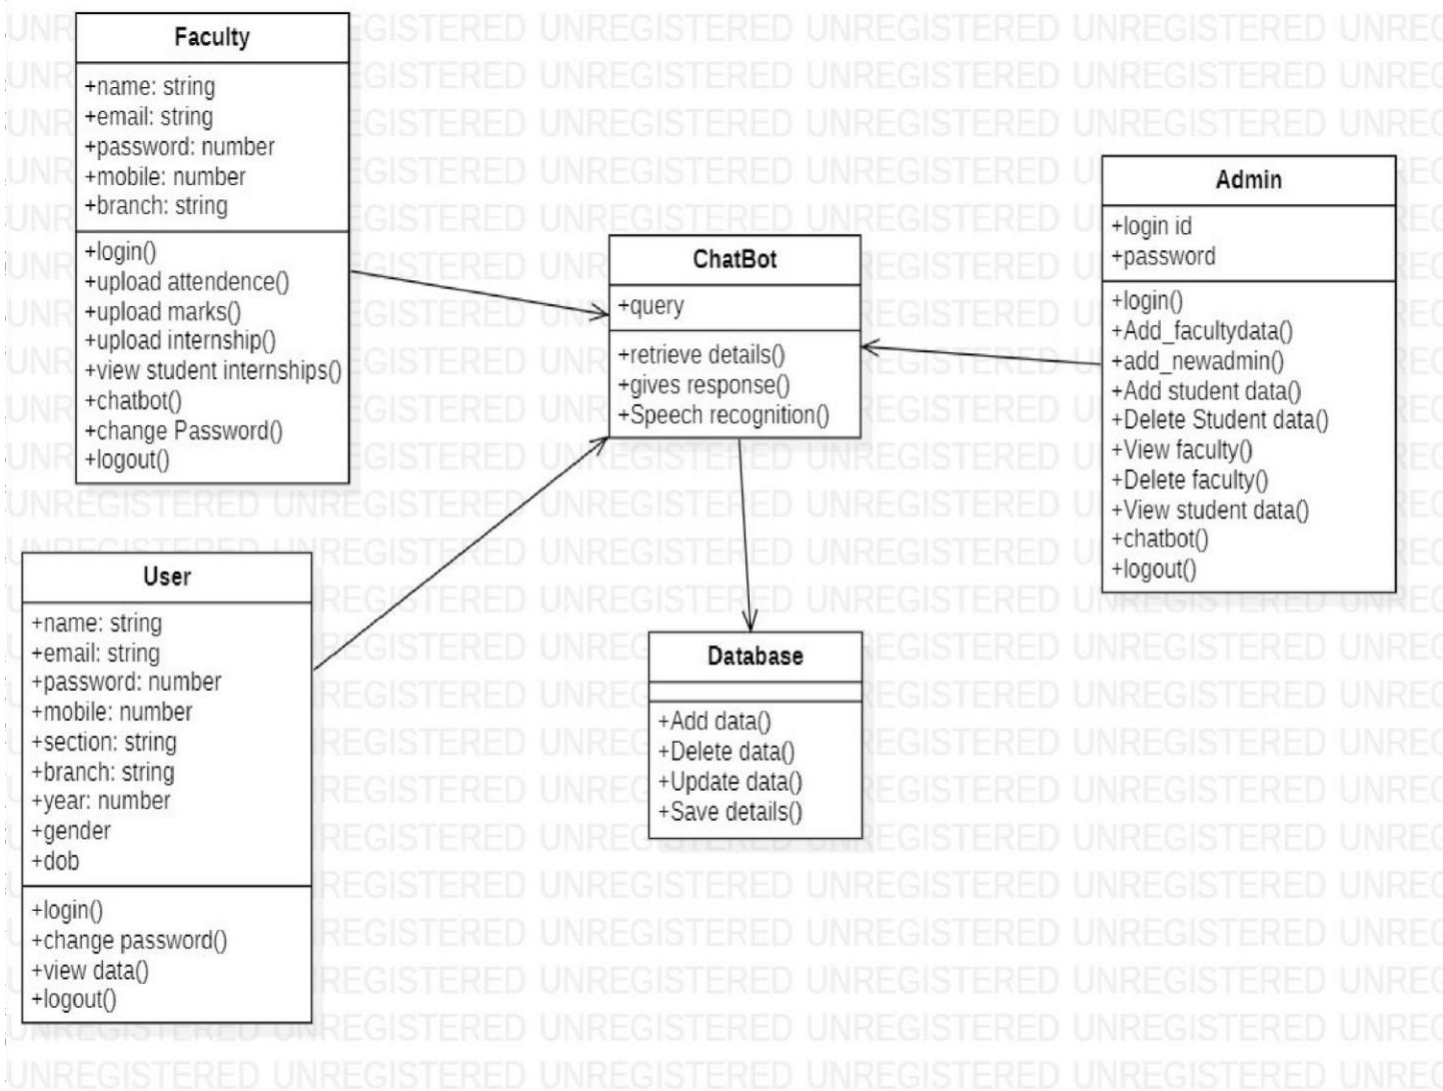 Faculty
+name: string
+email: string
+password: number
+mobile: number
+branch: string
+login()
+upload attendence()
+upload marks()
+upload internship()
+view student internships()
+chatbot()
+change Password()
+logout()
User
+name: string
+email: string
+password: number
+mobile: number
+section: string
+branch: string
+year: number
+gender
+dob
+login()
+change password()
+view data()
+logout()
ChatBot
+query
+retrieve details()
+gives response()
+Speech recognition()
Database
+Add data()
+Delete data()
+Update data()
+Save details()
Admin
+login id
+password
+login()
+Add_facultydata()
+add_newadmin()
+Add student data()
+Delete Student data()
+View faculty()
+Delete faculty()
+View student data()
+chatbot()
+logout()
UNREGISTERED